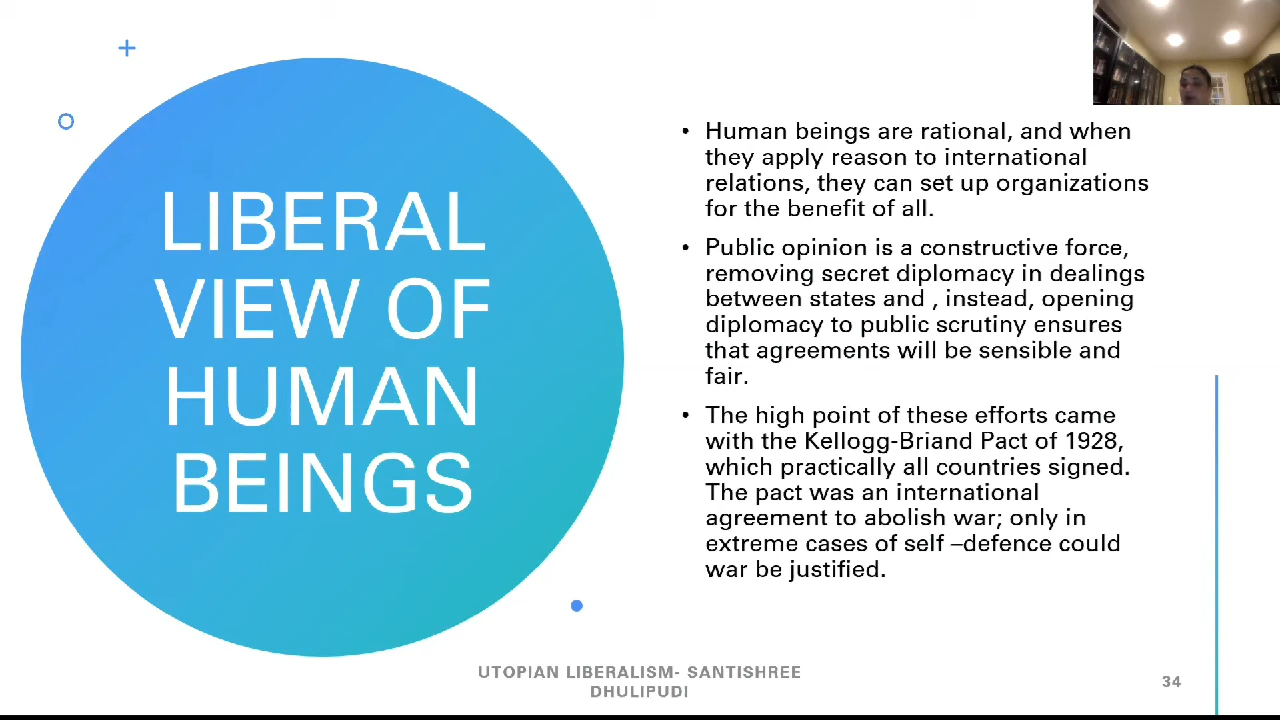 LIBERAL
VIEW OF
HUMAN
BEINGS
• Human beings are rational, and when
they apply reason to international
relations, they can set up organizations
for the benefit of all.
• Public opinion is a constructive force,
removing secret diplomacy in dealings
between states and , instead, opening
diplomacy to public scrutiny ensures
that agreements will be sensible and
fair.
• The high point of these efforts came
with the Kellogg-Briand Pact of 1928,
which practically all countries signed.
The pact was an international
agreement to abolish war; only in
extreme cases of self –defence could
war be justified.
UTOPIAN LIBERALISM- SANTISHREE
DHULIPUDI
34